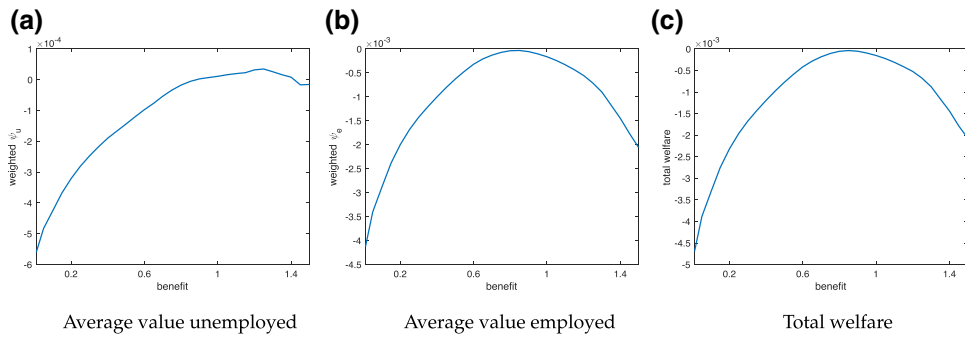 (a)
×10⁻⁴
1
0
-1
-2
-3
-4
-5
-6
weighted ψ_u
0.2 0.6 1 1.4
benefit
Average value unemployed
(b)
×10⁻³
0
-0.5
-1
-1.5
-2
-2.5
-3
-3.5
-4
-4.5
weighted ψ_e
0.2 0.6 1 1.4
benefit
Average value employed
(c)
×10⁻³
0
-0.5
-1
-1.5
-2
-2.5
-3
-3.5
-4
-4.5
-5
total welfare
0.2 0.6 1 1.4
benefit
Total welfare